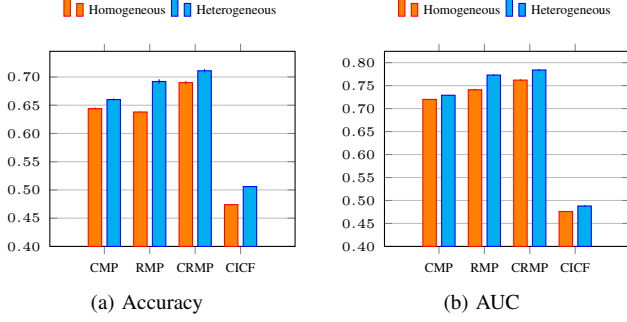 Homogeneous Heterogeneous
0.70
0.65
0.60
0.55
0.50
0.45
0.40
CMP RMP CRMP CICF
(a) Accuracy
Homogeneous Heterogeneous
0.80
0.75
0.70
0.65
0.60
0.55
0.50
0.45
0.40
CMP RMP CRMP CICF
(b) AUC